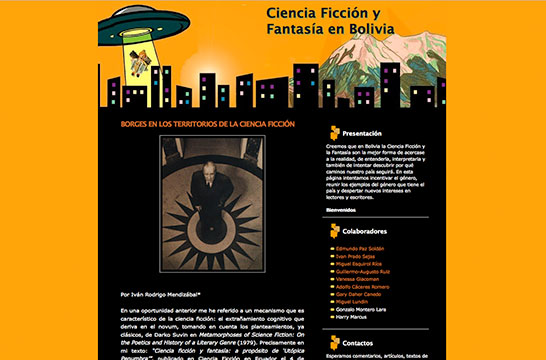 Ciencia Ficción y
Fantasía en Bolivia
BORGES EN LOS TERRITORIOS DE LA CIENCIA FICCIÓN
Por Iván Rodrigo Mendizábal*
En una oportunidad anterior me he referido a un mecanismo que es
característico de la ciencia ficción: el extrañamiento cognitivo que
deriva en el novum, tomando en cuenta los planteamientos, ya
clásicos, de Darko Suvin en Metamorphoses of Science Fiction: On
the Poetics and History of a Literary Genre (1979). Precisamente en
mi texto: "Ciencia ficción y fantasía: a propósito de 'Utópica
Penumbra'", publicado en Ciencia Ficción en Ecuador el 4 de
Presentación
Creemos que en Bolivia la Ciencia Ficción y
la Fantasía son la mejor forma de acercase
a la realidad, de entenderla, interpretarla y
también de intentar descubrir por qué
caminos nuestro país seguirá. En esta
página intentamos incentivar el género,
reunir los ejemplos del género que tiene el
país y despertar nuevos intereses en
lectores y escritores.
Bienvenidos
Colaboradores
Edmundo Paz Soldán
Iván Prado Sejas
Miguel Esquirol Ríos
Guillermo-Augusto Ruiz
Vanessa Giacoman
Adolfo Cáceres Romero
Gary Daher Canedo
Miguel Lundin
Gonzalo Montero Lara
Harry Marcus
Contactos
Esperamos comentarios, artículos, textos de